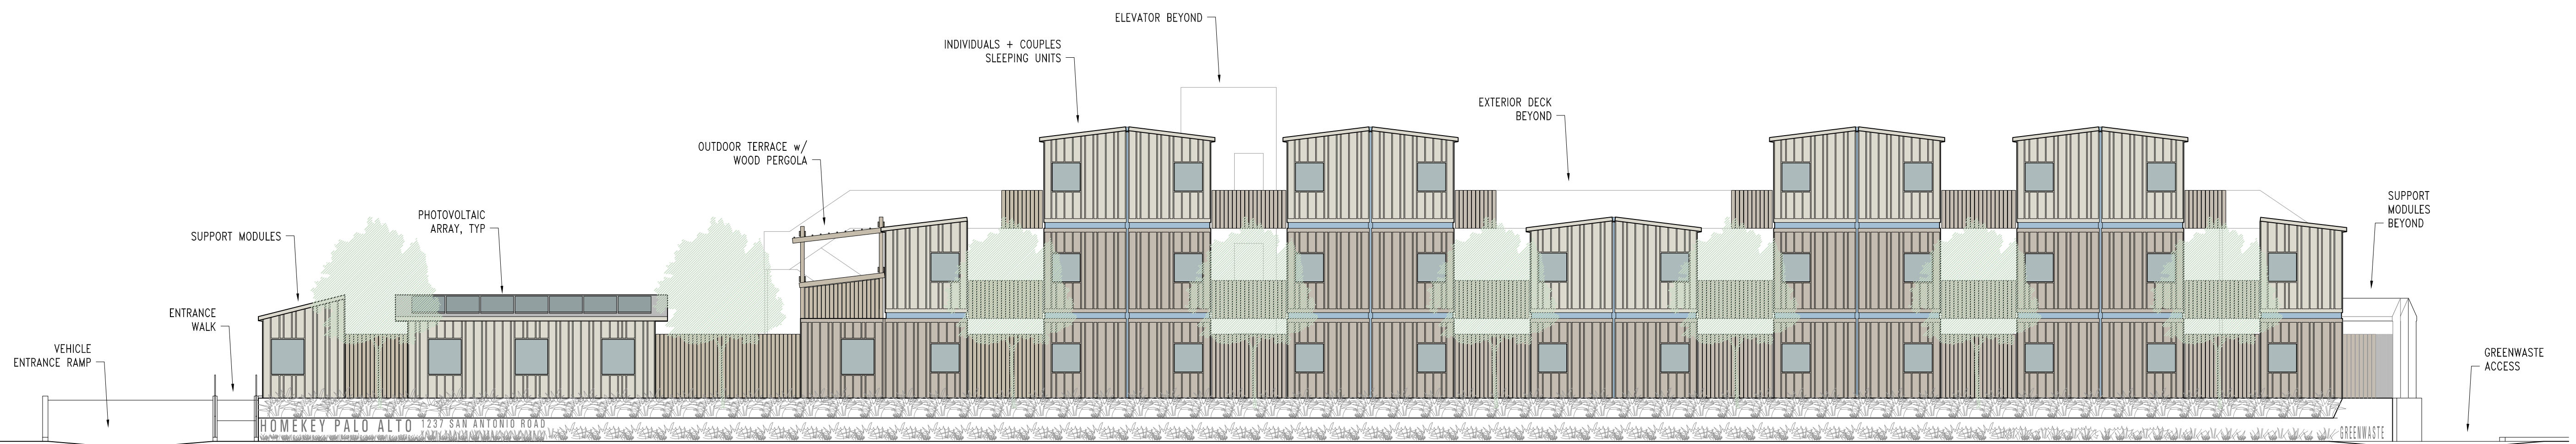 ELEVATOR BEYOND
INDIVIDUALS + COUPLES
SLEEPING UNITS
EXTERIOR DECK
BEYOND
OUTDOOR TERRACE w/
WOOD PERGOLA
PHOTOVOLTAIC
ARRAY, TYP
SUPPORT MODULES
SUPPORT
MODULES
BEYOND
ENTRANCE
WALK
VEHICLE
ENTRANCE RAMP
GREENWASTE
ACCESS
HOMEKEY PALO ALTO 1237 SAN ANTONIO ROAD
GREENWASTE